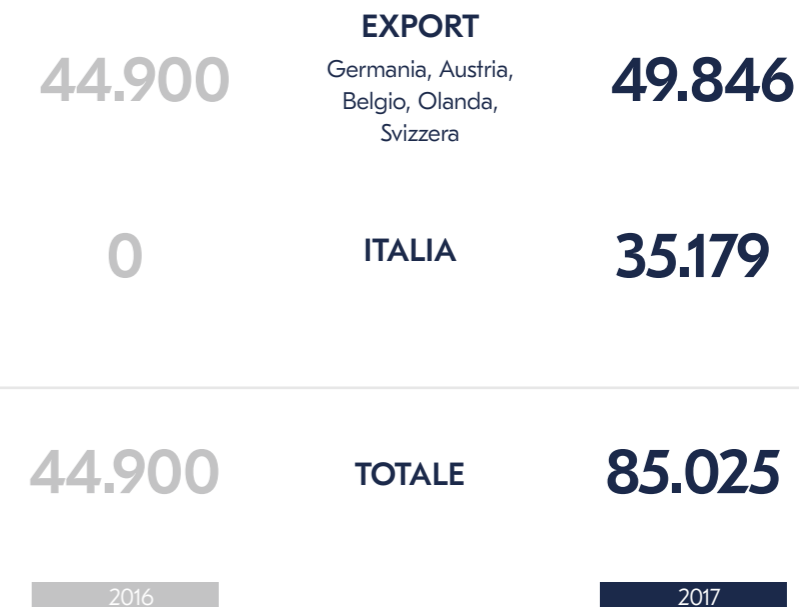 EXPORT
44.900
Germania, Austria,
Belgio, Olanda,
Svizzera
49.846
0
ITALIA
35.179
44.900
TOTALE
85.025
2016
2017